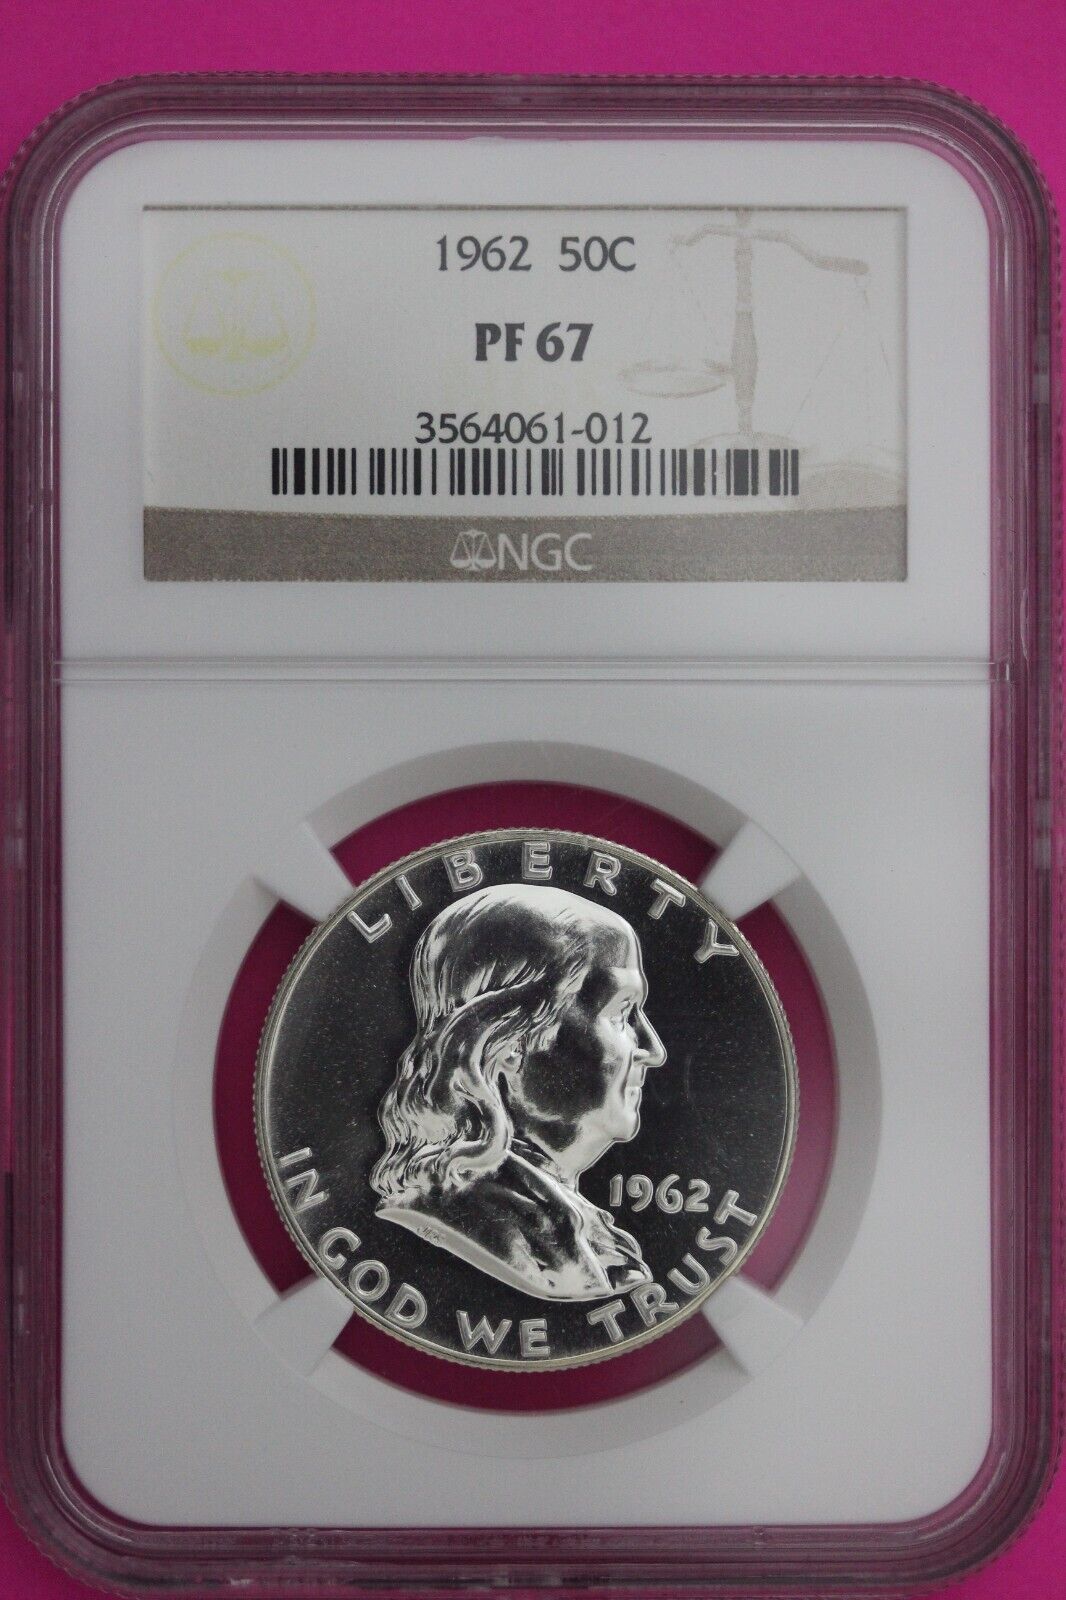 1962 50C
PF 67
3564061-012
NGC
LIBERTY
1962
IN GOD WE TRUST